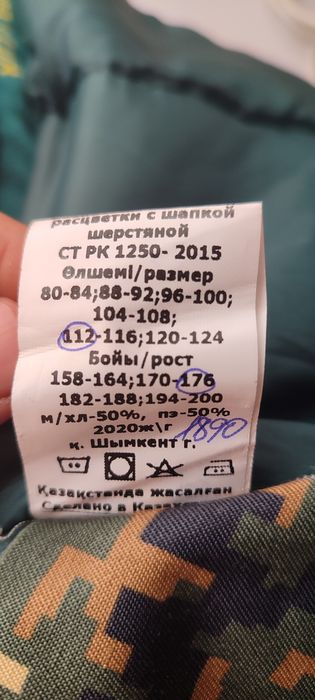 расцветки с шапкой
шерстяной
СТ РК 1250- 2015
Өлшемі/размер
80-84;88-92;96-100;
104-108;
112-116;120-124
Бойы/рост
158-164;170-176
182-188;194-200
м/хл-50%, пэ-50%
2020ж\г 1890
қ. Шымкент г.
Қазақстанда жасалған
Сделано в Казахс